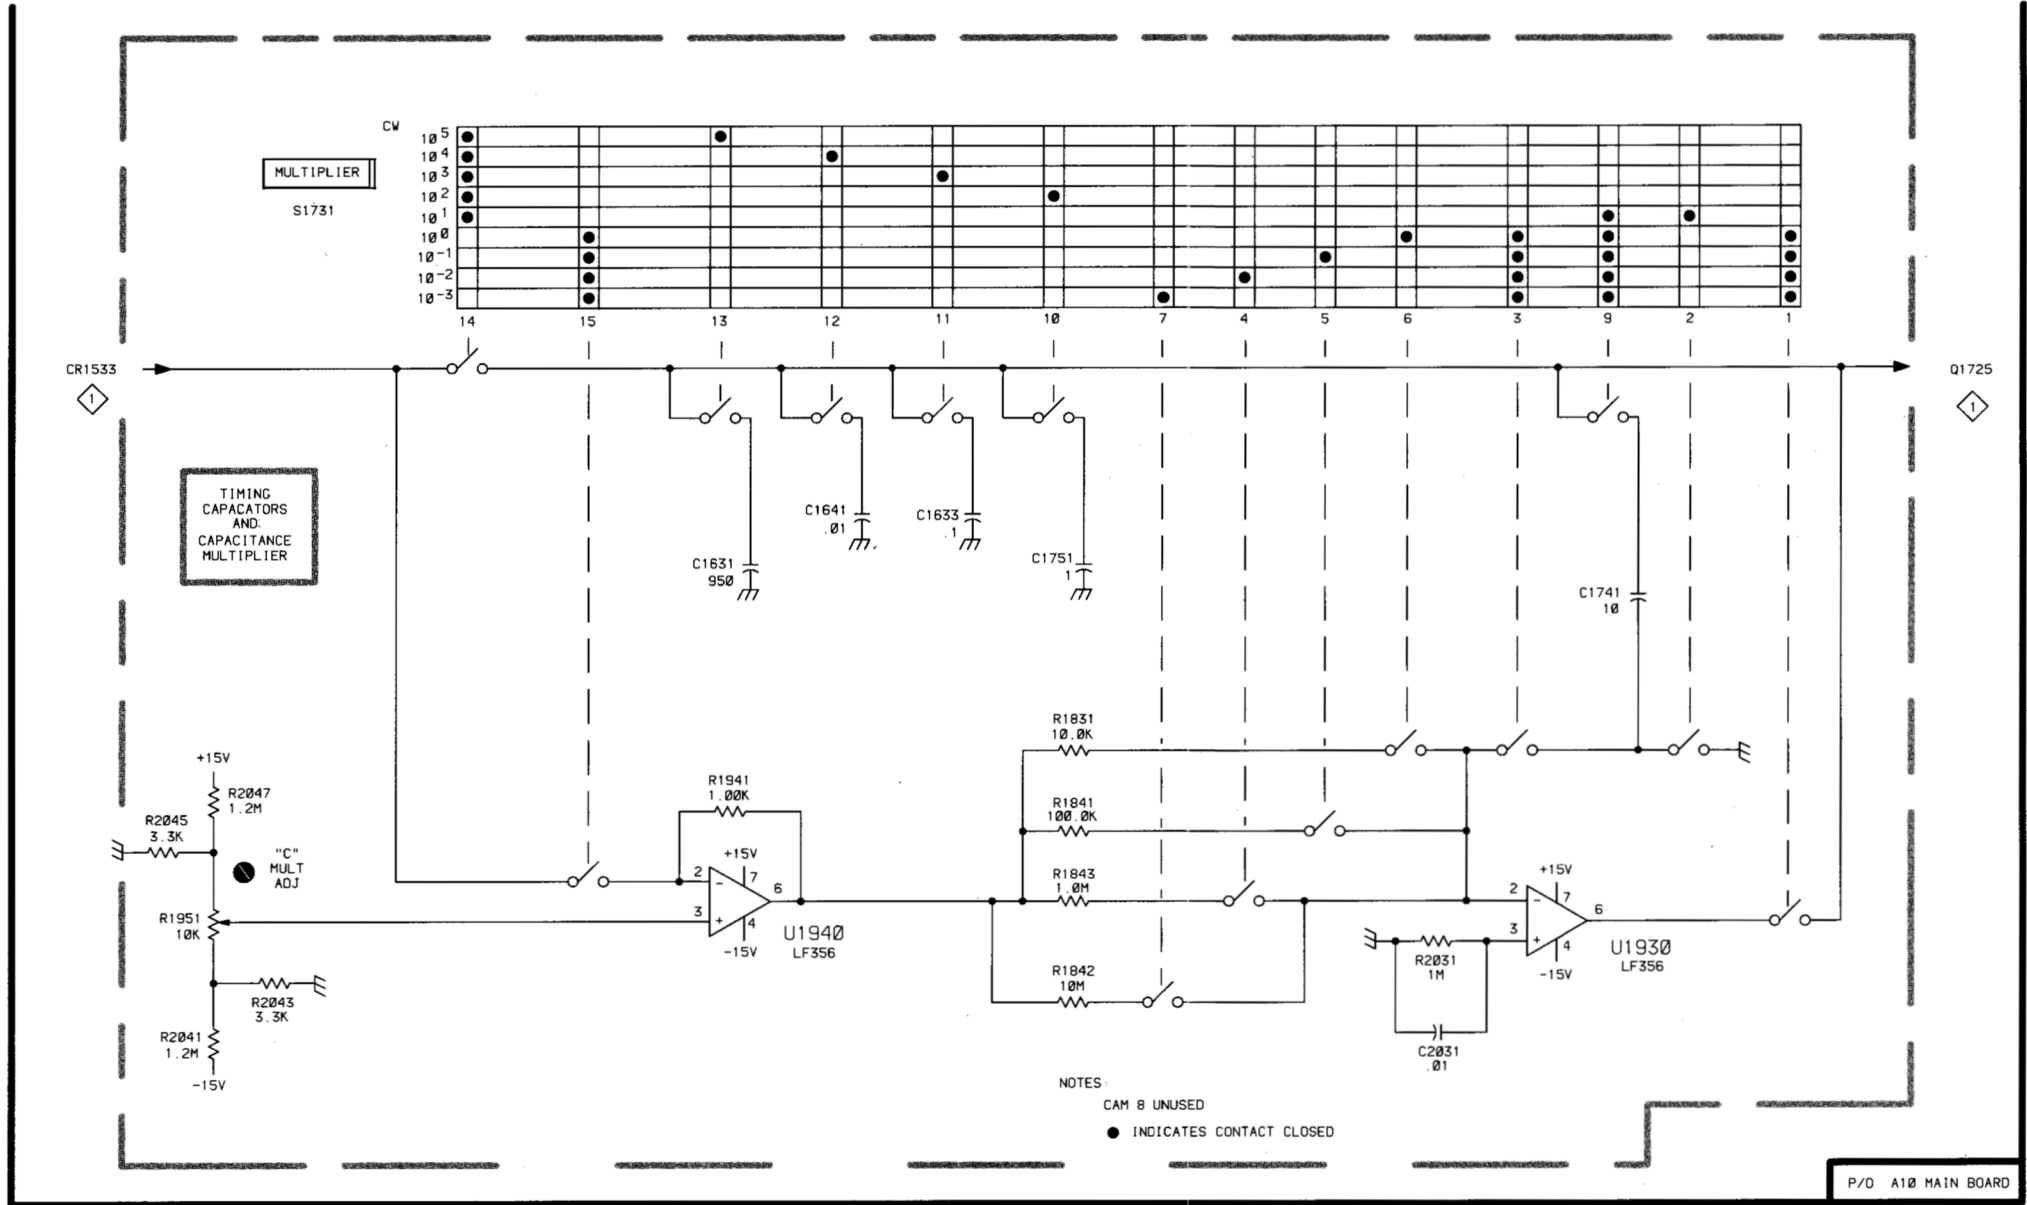 CW
10 5
10 4
10 3
10 2
10 1
10 0
10 -1
10 -2
10 -3
MULTIPLIER
S1731
14 15 13 12 11 10 7 4 5 6 3 9 2 1
CR1533
1
Q1725
1
TIMING
CAPACATORS
AND
CAPACITANCE
MULTIPLIER
C1631
950
C1641
.01
C1633
.1
C1751
1
C1741
10
+15V
R2047
1.2M
R2045
3.3K
"C"
MULT
ADJ
R1951
10K
R2043
3.3K
R2041
1.2M
-15V
R1941
1.00K
+15V
2
7
-
6
3
+
4
-15V
U1940
LF356
R1831
10.0K
R1841
100.0K
R1843
1.0M
R1842
10M
+15V
2
7
-
6
3
+
4
-15V
U1930
LF356
R2031
1M
C2031
.01
NOTES:
CAM 8 UNUSED
● INDICATES CONTACT CLOSED
P/O A10 MAIN BOARD